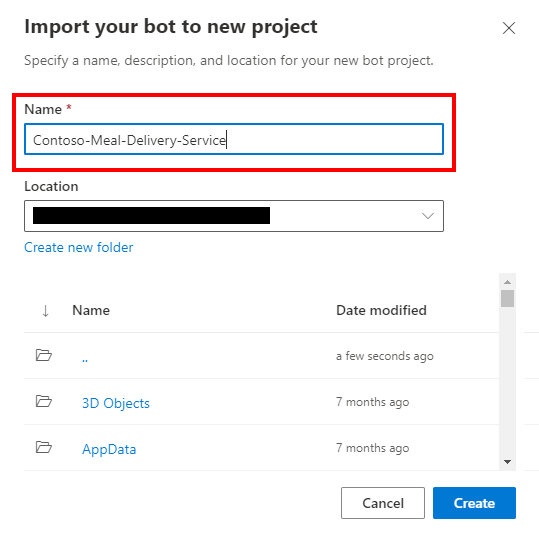 Import your bot to new project
Specify a name, description, and location for your new bot project.
Name *
Contoso-Meal-Delivery-Service
Location
Create new folder
↓ Name Date modified
.. a few seconds ago
3D Objects 7 months ago
AppData 7 months ago
Cancel Create